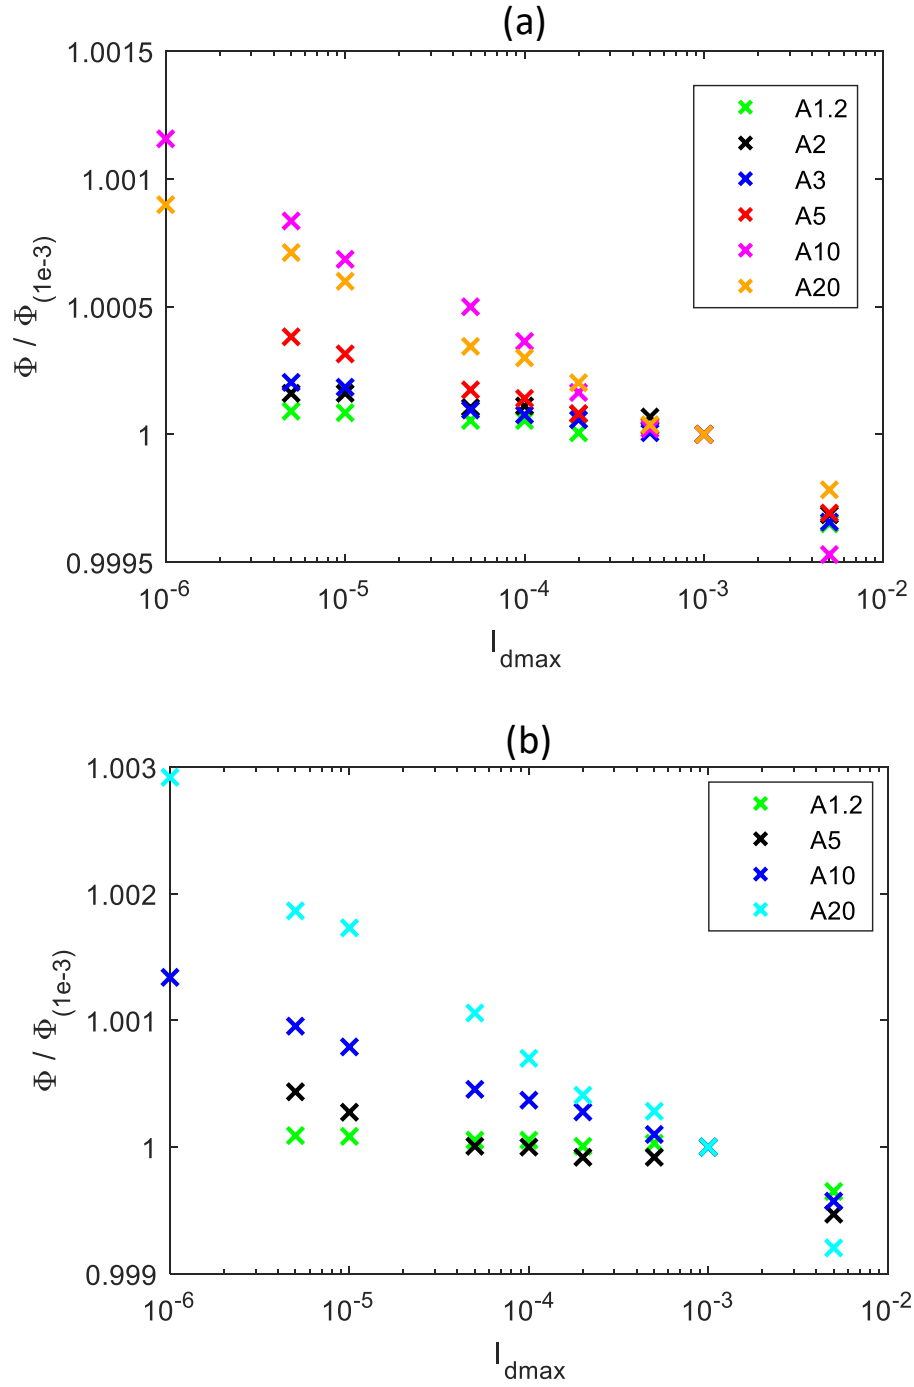 (a)
1.0015
1.001
1.0005
1
0.9995
Φ / Φ(1e-3)
A1.2
A2
A3
A5
A10
A20
10-6
10-5
10-4
10-3
10-2
Idmax
(b)
1.003
1.002
1.001
1
0.999
Φ / Φ(1e-3)
A1.2
A5
A10
A20
10-6
10-5
10-4
10-3
10-2
Idmax